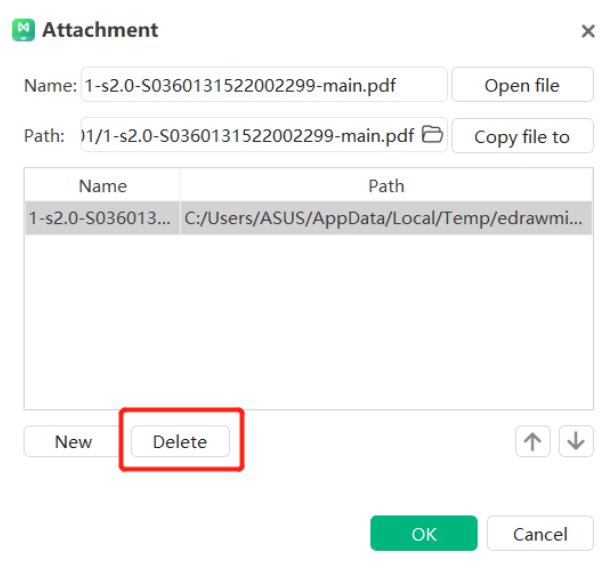 Attachment
Name: 1-s2.0-S0360131522002299-main.pdf Open file
Path: 01/1-s2.0-S0360131522002299-main.pdf Copy file to
Name Path
1-s2.0-S036013... C:/Users/ASUS/AppData/Local/Temp/edrawmi...
New Delete
OK Cancel